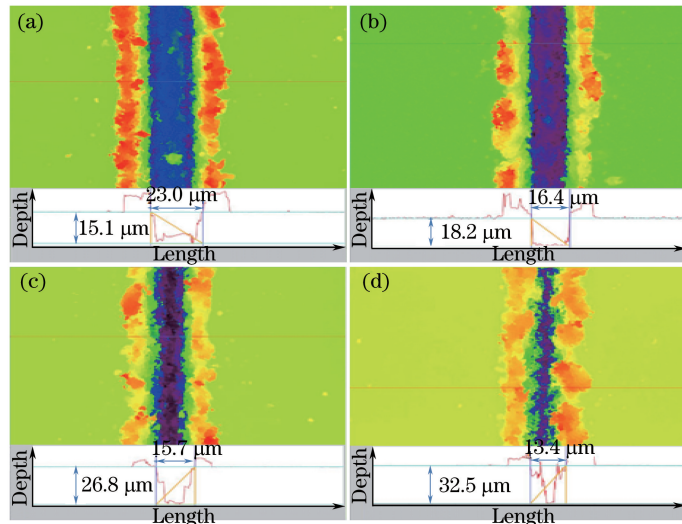 (a)
23.0 μm
15.1 μm
Depth
Length
(b)
16.4 μm
18.2 μm
Depth
Length
(c)
15.7 μm
26.8 μm
Depth
Length
(d)
13.4 μm
32.5 μm
Depth
Length